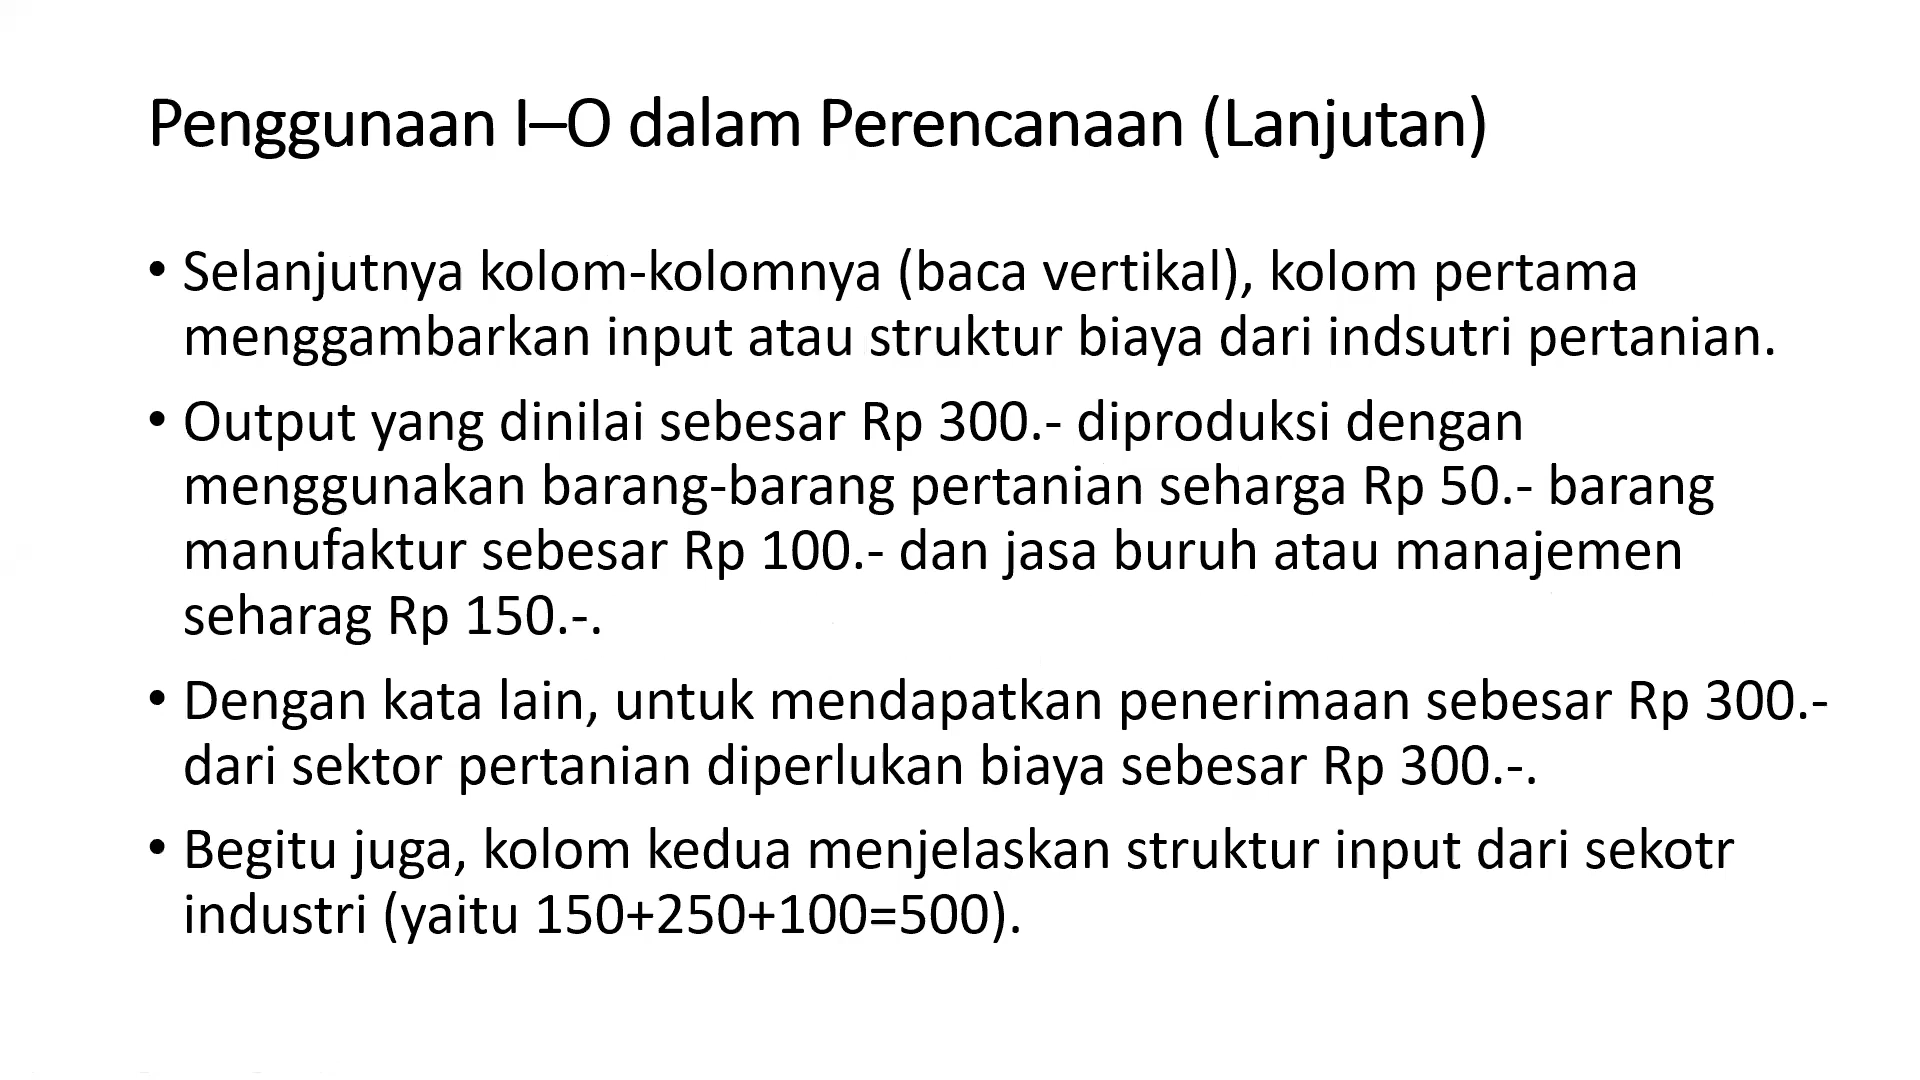 Penggunaan I–O dalam Perencanaan (Lanjutan)
• Selanjutnya kolom-kolomnya (baca vertikal), kolom pertama
menggambarkan input atau struktur biaya dari indsutri pertanian.
• Output yang dinilai sebesar Rp 300.- diproduksi dengan
menggunakan barang-barang pertanian seharga Rp 50.- barang
manufaktur sebesar Rp 100.- dan jasa buruh atau manajemen
seharag Rp 150.-.
• Dengan kata lain, untuk mendapatkan penerimaan sebesar Rp 300.-
dari sektor pertanian diperlukan biaya sebesar Rp 300.-.
• Begitu juga, kolom kedua menjelaskan struktur input dari sekotr
industri (yaitu 150+250+100=500).